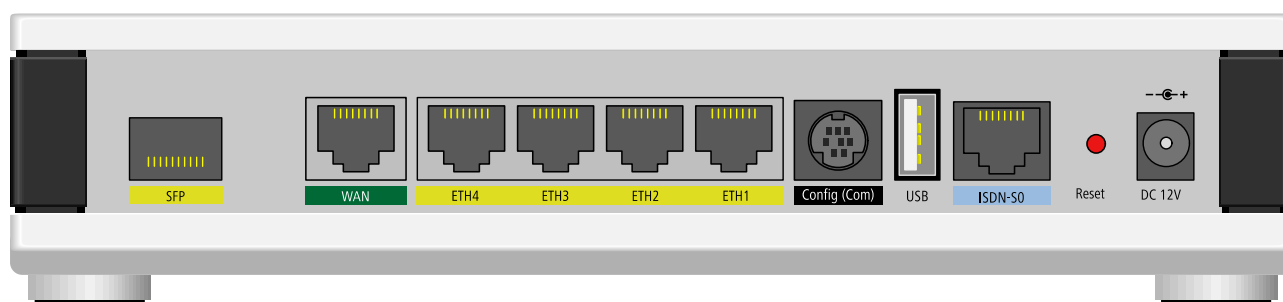 SFP
WAN
ETH4
ETH3
ETH2
ETH1
Config (Com)
USB
ISDN-S0
Reset
DC 12V